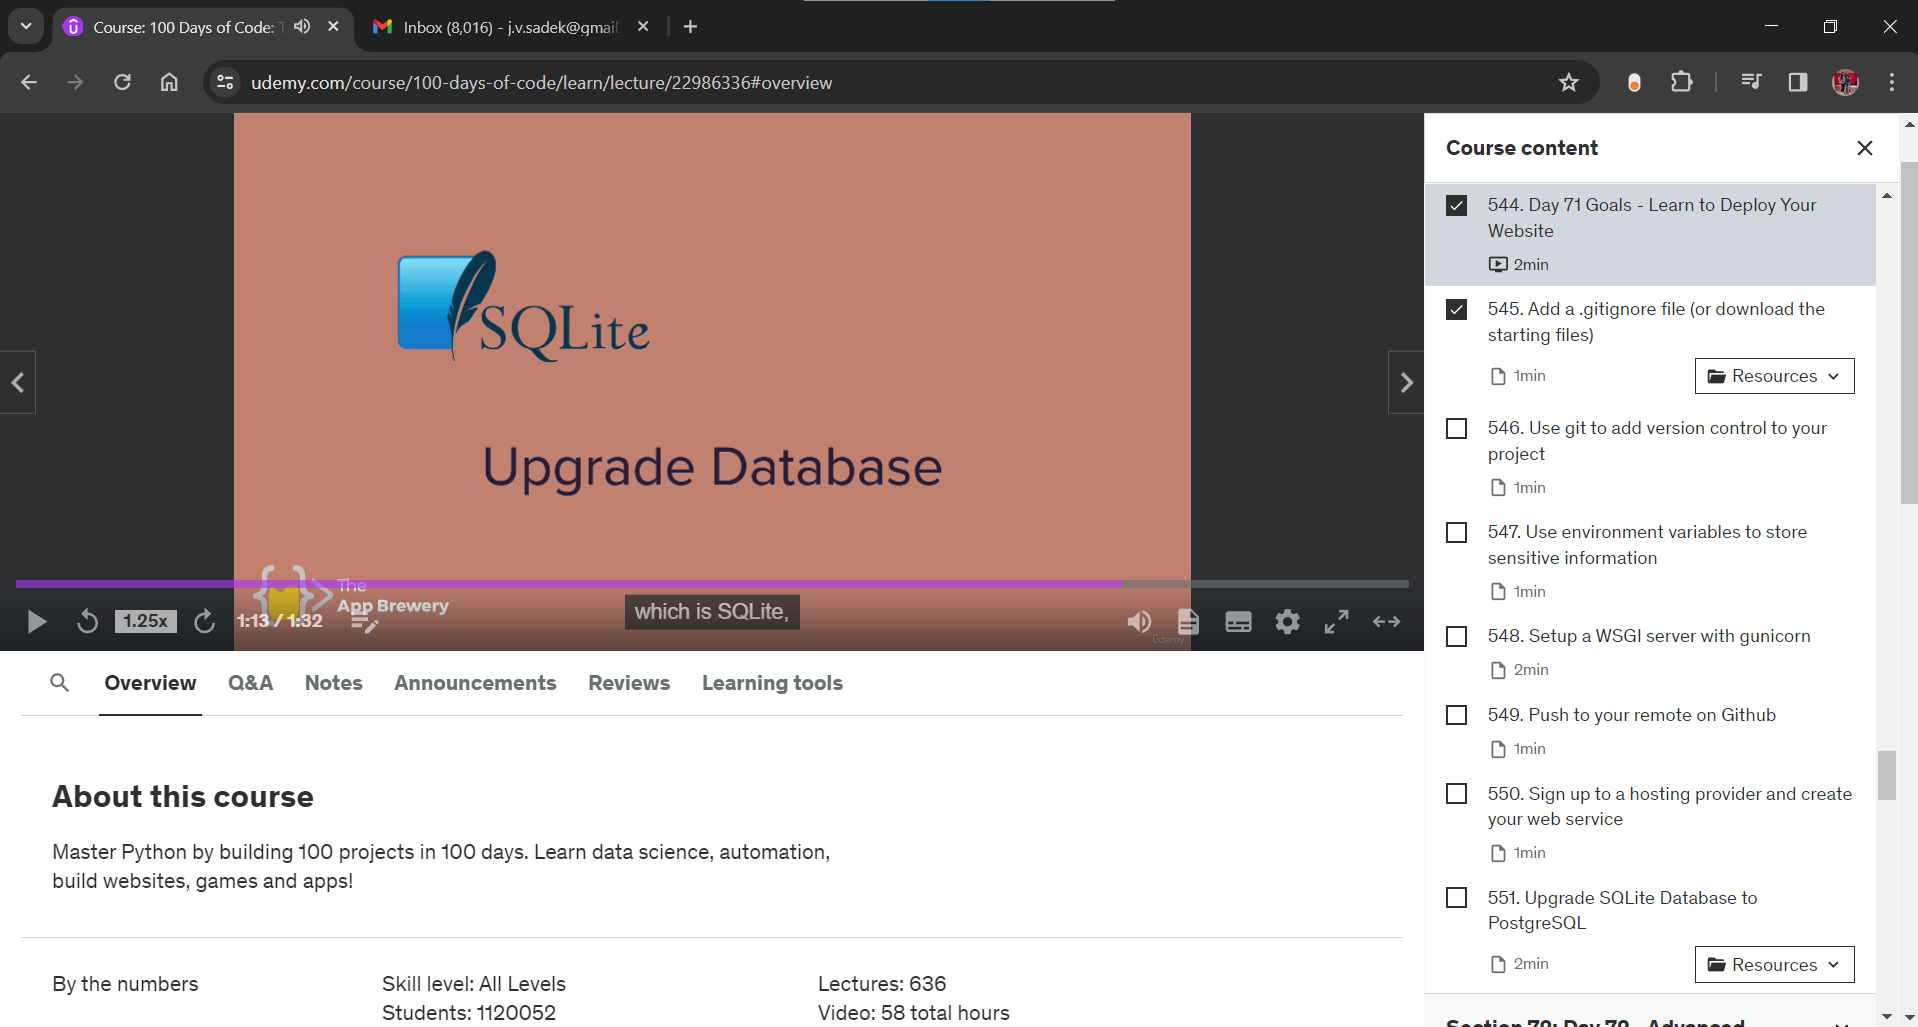 Course: 100 Days of Code: T
Inbox (8,016) - j.v.sadek@gmail.
udemy.com/course/100-days-of-code/learn/lecture/22986336#overview
SQLite
Upgrade Database
The
App Brewery
which is SQLite,
1.25x
1:13 / 1:32
ûdemy
Overview
Q&A
Notes
Announcements
Reviews
Learning tools
About this course
Master Python by building 100 projects in 100 days. Learn data science, automation,
build websites, games and apps!
By the numbers
Skill level: All Levels
Students: 1120052
Lectures: 636
Video: 58 total hours
Course content
544. Day 71 Goals - Learn to Deploy Your
Website
2min
545. Add a .gitignore file (or download the
starting files)
1min
Resources
546. Use git to add version control to your
project
1min
547. Use environment variables to store
sensitive information
1min
548. Setup a WSGI server with gunicorn
2min
549. Push to your remote on Github
1min
550. Sign up to a hosting provider and create
your web service
1min
551. Upgrade SQLite Database to
PostgreSQL
2min
Resources
Section 72: Day 72 - Advanced